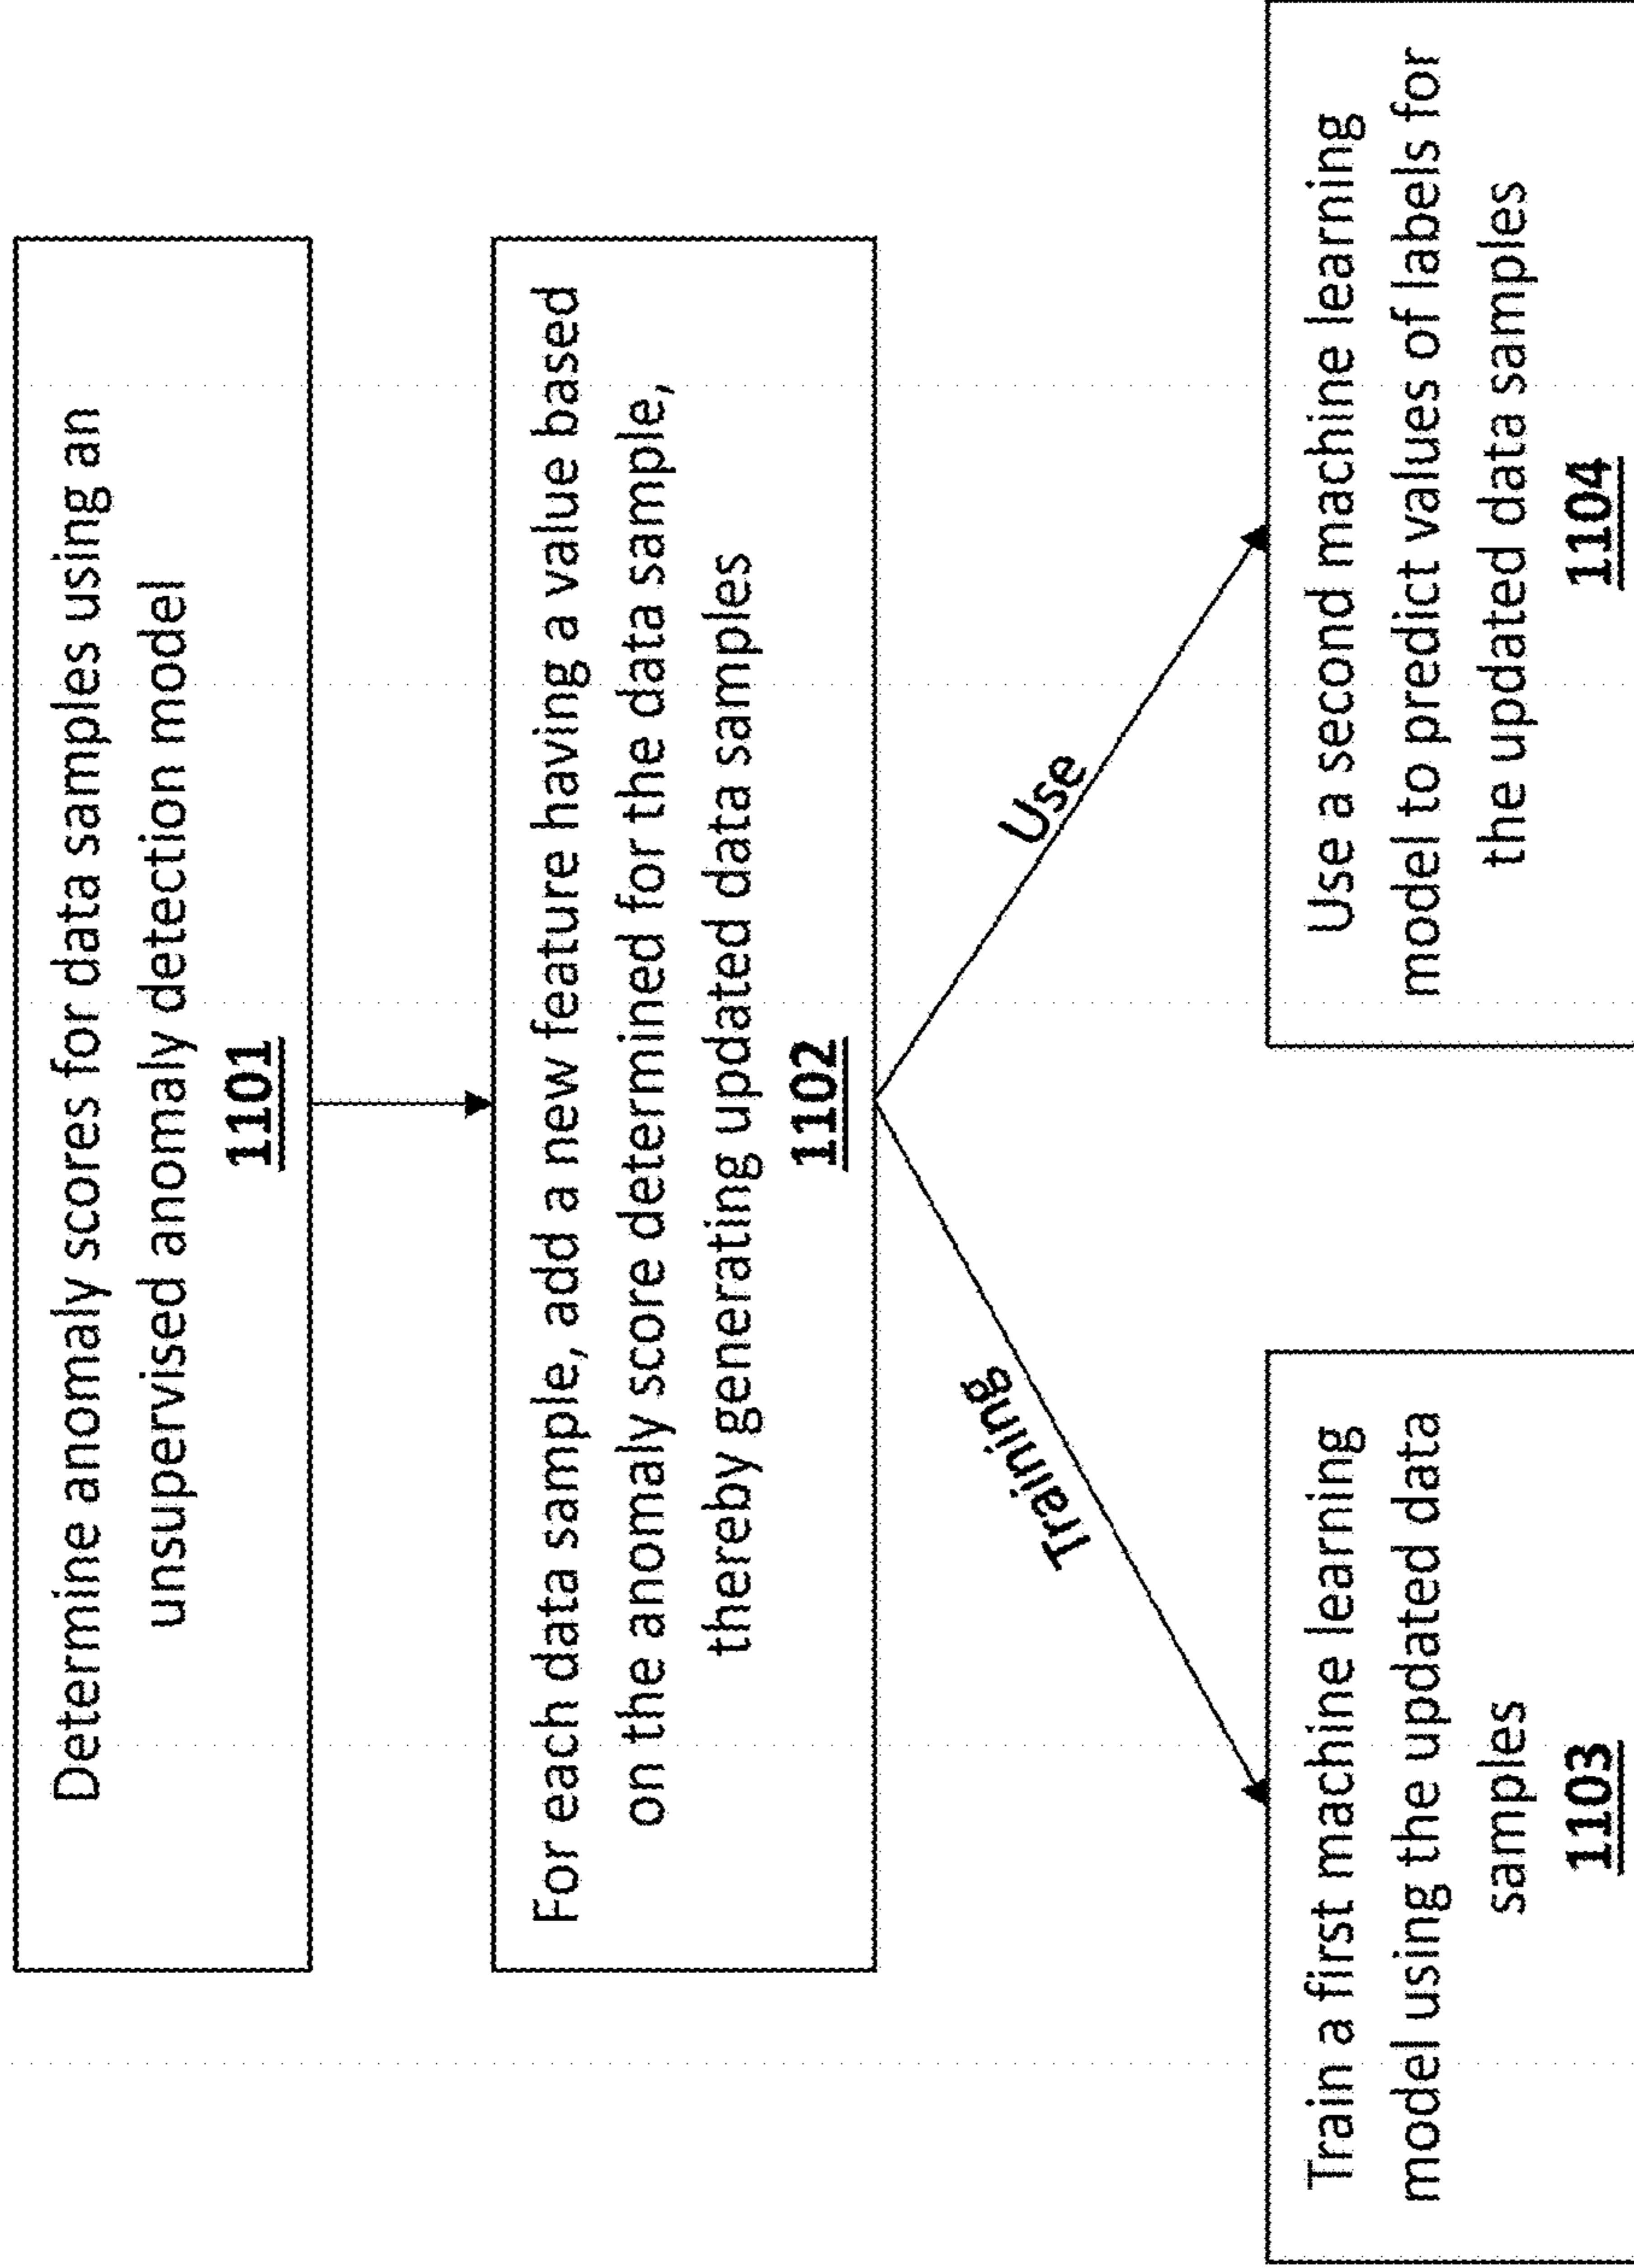 Determine anomaly scores for data samples using an
unsupervised anomaly detection model
1101
For each data sample, add a new feature having a value based
on the anomaly score determined for the data sample,
thereby generating updated data samples
1102
Training
Use
Train a first machine learning
model using the updated data
samples
1103
Use a second machine learning
model to predict values of labels for
the updated data samples
1104